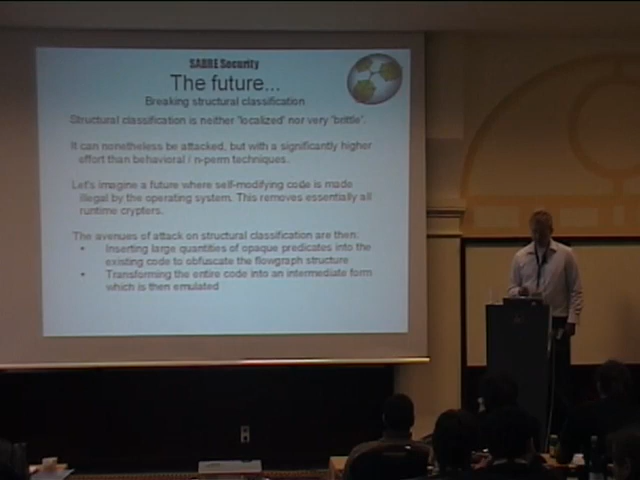 SABRE Security
The future...
Breaking structural classification
Structural classification is neither 'localized' nor very 'brittle'.
It can nonetheless be attacked, but with a significantly higher
effort than behavioral / n-perm techniques.
Let's imagine a future where self-modifying code is made
illegal by the operating system. This removes essentially all
runtime crypters.
The avenues of attack on structural classification are then:
• Inserting large quantities of opaque predicates into the
existing code to obfuscate the flowgraph structure
• Transforming the entire code into an intermediate form
which is then emulated